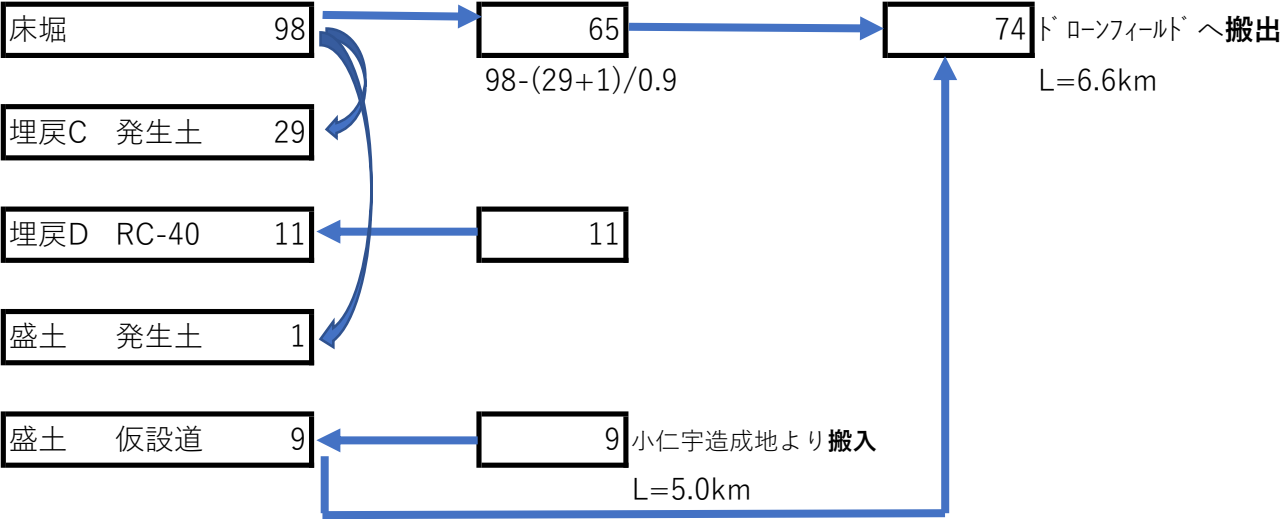 床堀 98
65
74 ﾄﾞﾛｰﾝﾌｨｰﾙﾄﾞへ搬出
98-(29+1)/0.9
L=6.6km
埋戻C 発生土 29
埋戻D RC-40 11
11
盛土 発生土 1
盛土 仮設道 9
9 小仁宇造成地より搬入
L=5.0km